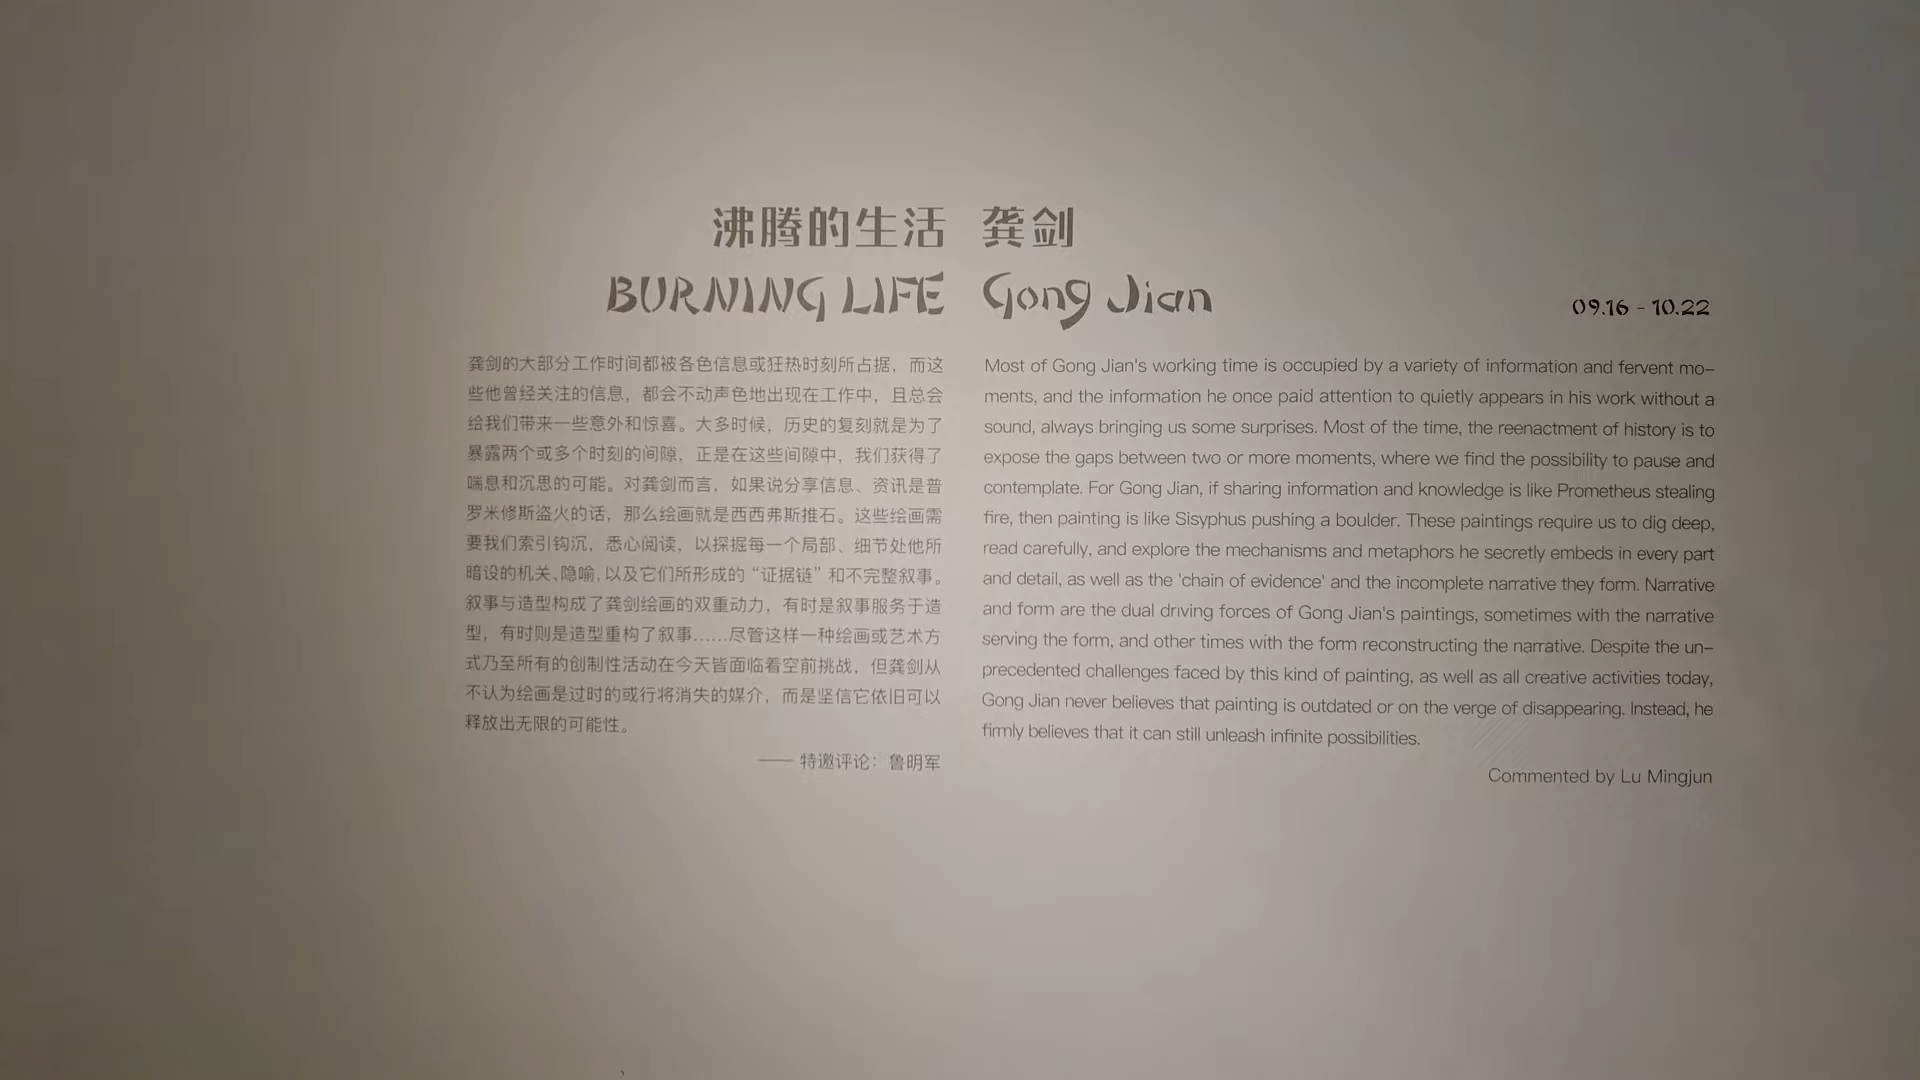 沸腾的生活 龚剑
BURNING LIFE Gong Jian
09.16 - 10.22
龚剑的大部分工作时间都被各色信息或狂热时刻所占据，而这
些他曾经关注的信息，都会不动声色地出现在工作中，且总会
给我们带来一些意外和惊喜。大多时候，历史的复刻就是为了
暴露两个或多个时刻的间隙，正是在这些间隙中，我们获得了
喘息和沉思的可能。对龚剑而言，如果说分享信息、资讯是普
罗米修斯盗火的话，那么绘画就是西西弗斯推石。这些绘画需
要我们索引钩沉，悉心阅读，以探掘每一个局部、细节处他所
暗设的机关、隐喻，以及它们所形成的“证据链”和不完整叙事。
叙事与造型构成了龚剑绘画的双重动力，有时是叙事服务于造
型，有时则是造型重构了叙事……尽管这样一种绘画或艺术方
式乃至所有的创制性活动在今天皆面临着空前挑战，但龚剑从
不认为绘画是过时的或行将消失的媒介，而是坚信它依旧可以
释放出无限的可能性。
—— 特邀评论：鲁明军
Most of Gong Jian's working time is occupied by a variety of information and fervent mo-
ments, and the information he once paid attention to quietly appears in his work without a
sound, always bringing us some surprises. Most of the time, the reenactment of history is to
expose the gaps between two or more moments, where we find the possibility to pause and
contemplate. For Gong Jian, if sharing information and knowledge is like Prometheus stealing
fire, then painting is like Sisyphus pushing a boulder. These paintings require us to dig deep,
read carefully, and explore the mechanisms and metaphors he secretly embeds in every part
and detail, as well as the 'chain of evidence' and the incomplete narrative they form. Narrative
and form are the dual driving forces of Gong Jian's paintings, sometimes with the narrative
serving the form, and other times with the form reconstructing the narrative. Despite the un-
precedented challenges faced by this kind of painting, as well as all creative activities today,
Gong Jian never believes that painting is outdated or on the verge of disappearing. Instead, he
firmly believes that it can still unleash infinite possibilities.
Commented by Lu Mingjun